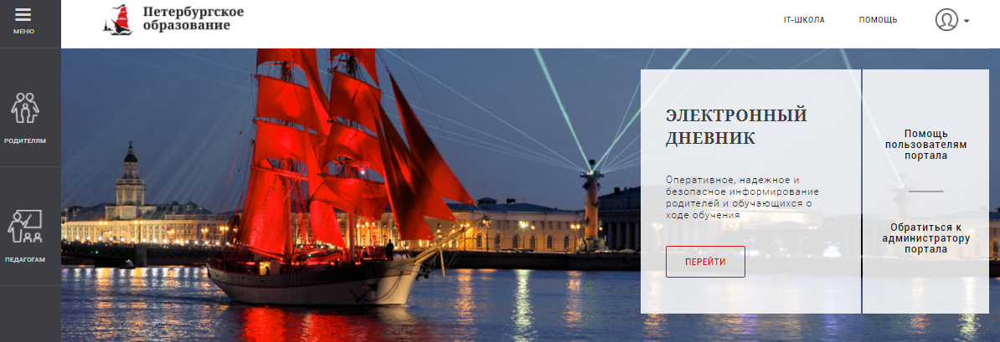 МЕНЮ
Петербургское
образование
IT-ШКОЛА
ПОМОЩЬ
РОДИТЕЛЯМ
ПЕДАГОГАМ
ЭЛЕКТРОННЫЙ
ДНЕВНИК
Оперативное, надежное и
безопасное информирование
родителей и обучающихся о
ходе обучения
ПЕРЕЙТИ
Помощь
пользователям
портала
Обратиться к
администратору
портала